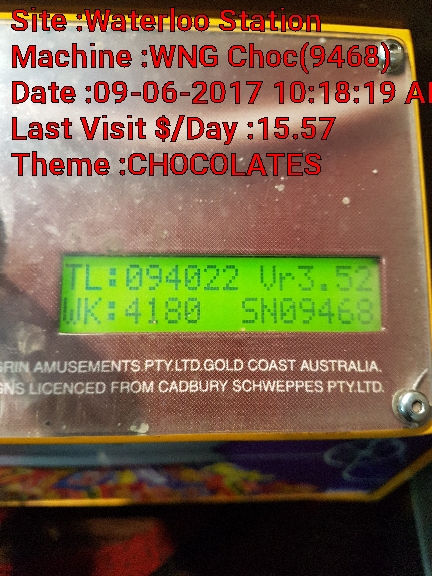 Site :Waterloo Station
Machine :WNG Choc(9468)
Date :09-06-2017 10:18:19 A
Last Visit $/Day :15.57
Theme :CHOCOLATES
TL:094022 Vr3.52
WK:4180 SN09468
GRIN AMUSEMENTS.PTY.LTD.GOLD COAST AUSTRALIA.
GNS LICENCED FROM CADBURY SCHWEPPES PTY.LTD.